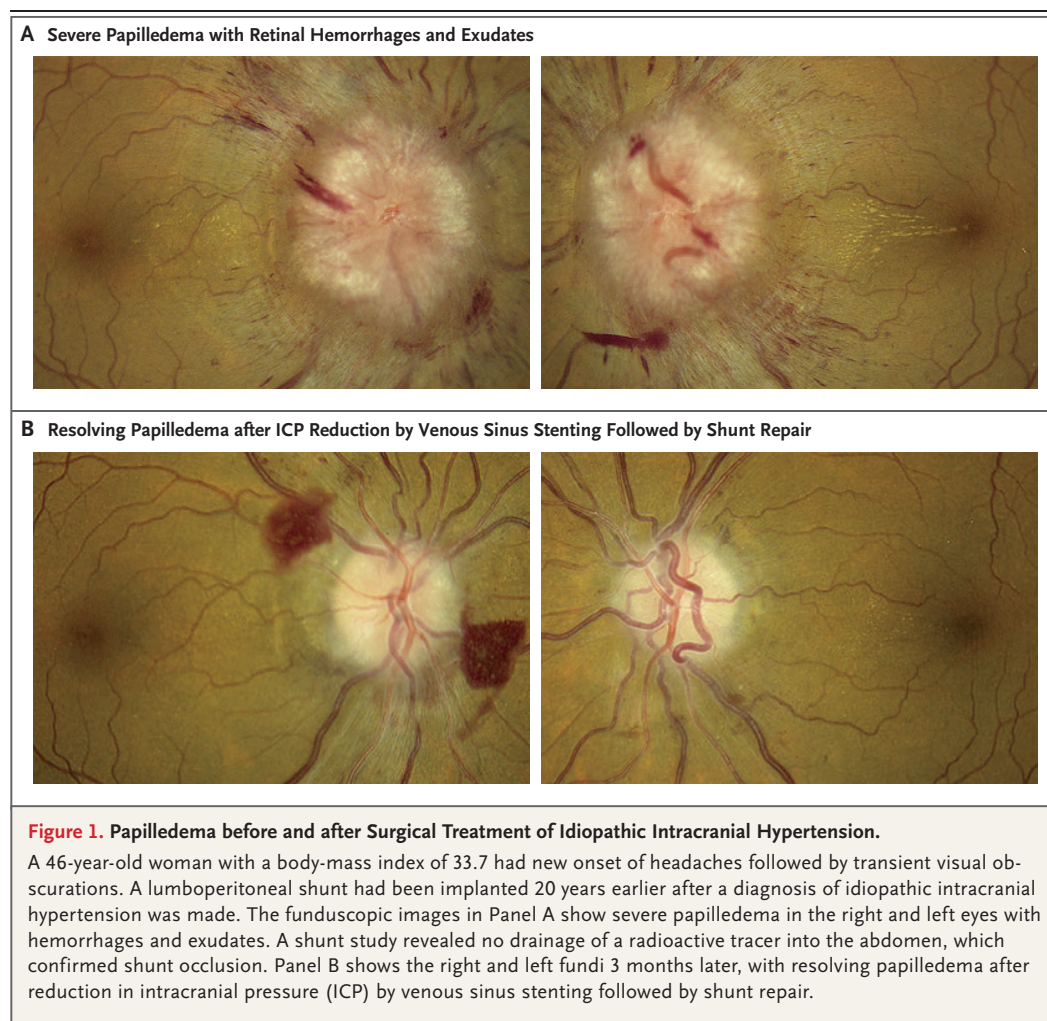 A Severe Papilledema with Retinal Hemorrhages and Exudates
B Resolving Papilledema after ICP Reduction by Venous Sinus Stenting Followed by Shunt Repair
Figure 1. Papilledema before and after Surgical Treatment of Idiopathic Intracranial Hypertension.
A 46-year-old woman with a body-mass index of 33.7 had new onset of headaches followed by transient visual ob-
scurations. A lumboperitoneal shunt had been implanted 20 years earlier after a diagnosis of idiopathic intracranial
hypertension was made. The funduscopic images in Panel A show severe papilledema in the right and left eyes with
hemorrhages and exudates. A shunt study revealed no drainage of a radioactive tracer into the abdomen, which
confirmed shunt occlusion. Panel B shows the right and left fundi 3 months later, with resolving papilledema after
reduction in intracranial pressure (ICP) by venous sinus stenting followed by shunt repair.